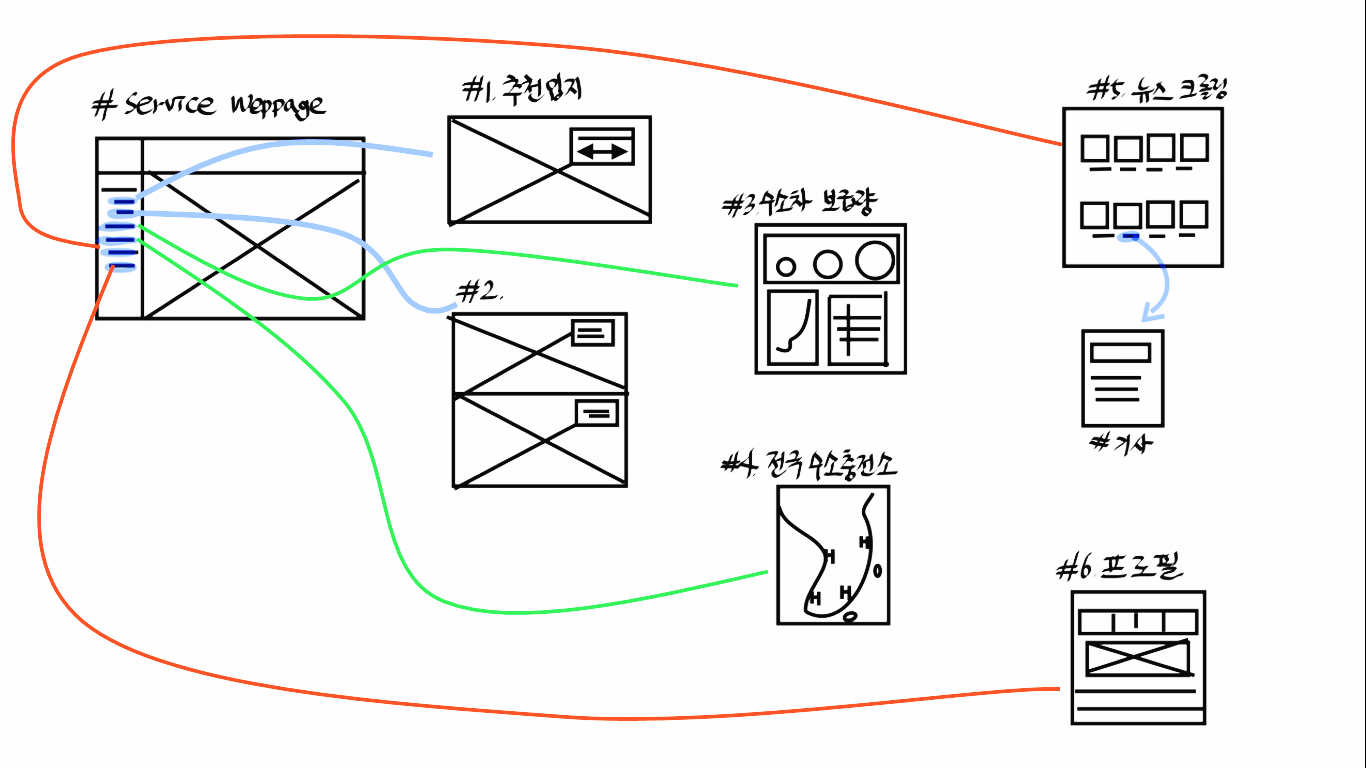 # Service Weppage
#1. 추천입지
#2.
#3 수소차 보급량
#4. 전국 수소충전소
H
H
H
H
#5. 뉴스 크롤링
#기사
#6. 프로필